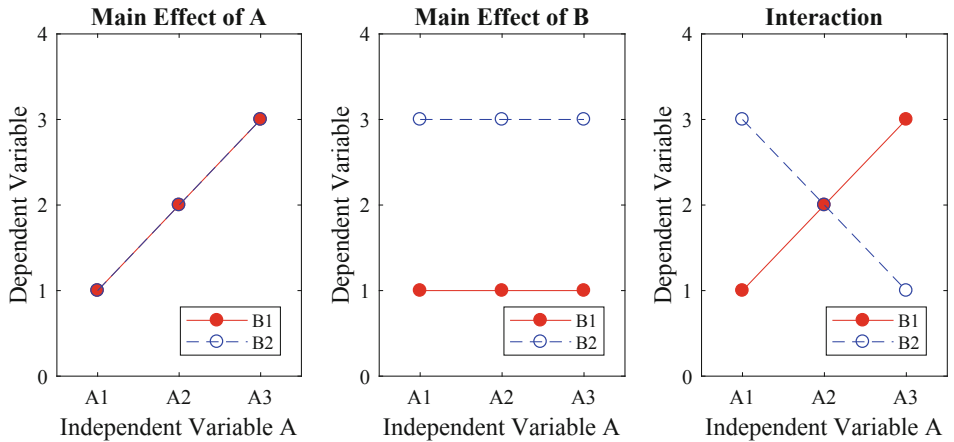 Main Effect of A
4
3
2
1
0
Dependent Variable
B1
B2
A1 A2 A3
Independent Variable A
Main Effect of B
4
3
2
1
0
Dependent Variable
B1
B2
A1 A2 A3
Independent Variable A
Interaction
4
3
2
1
0
Dependent Variable
B1
B2
A1 A2 A3
Independent Variable A